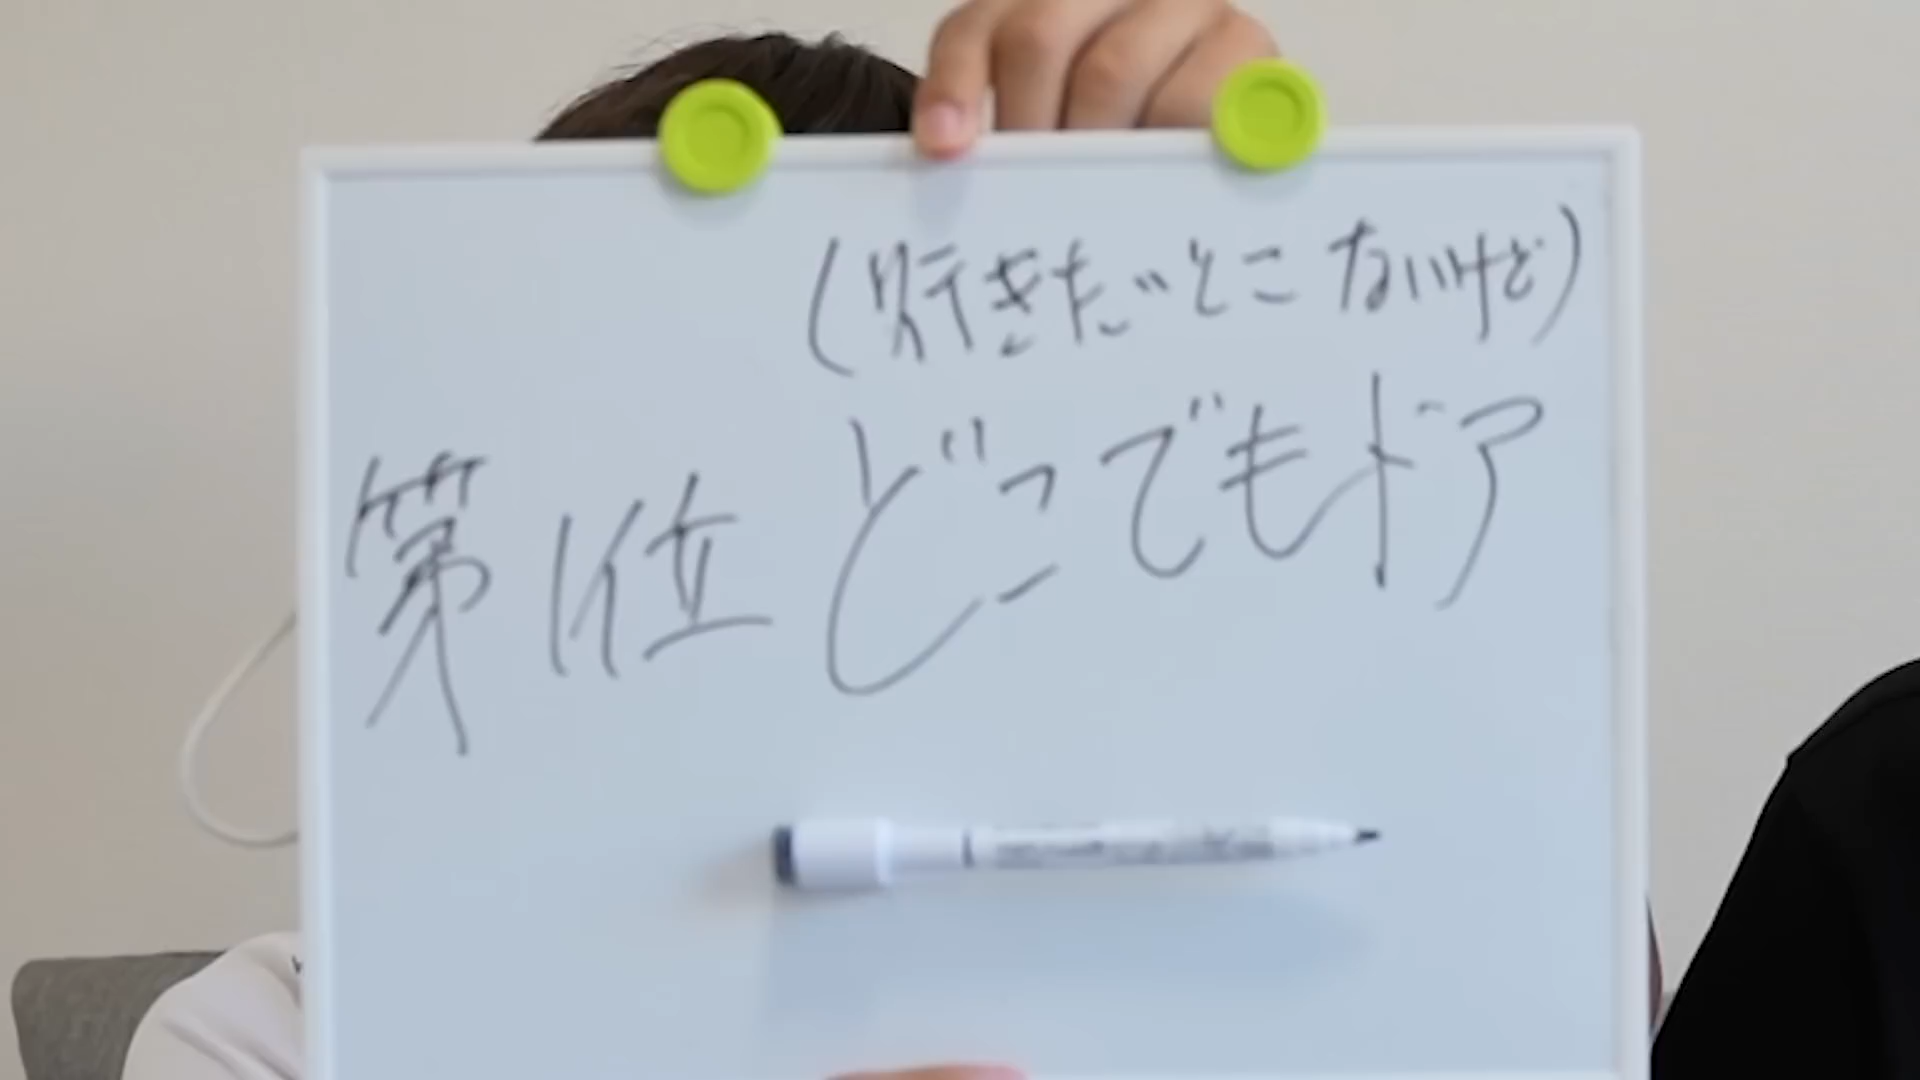 (行きたいとこ ないけど)
第1位 どこでもドア